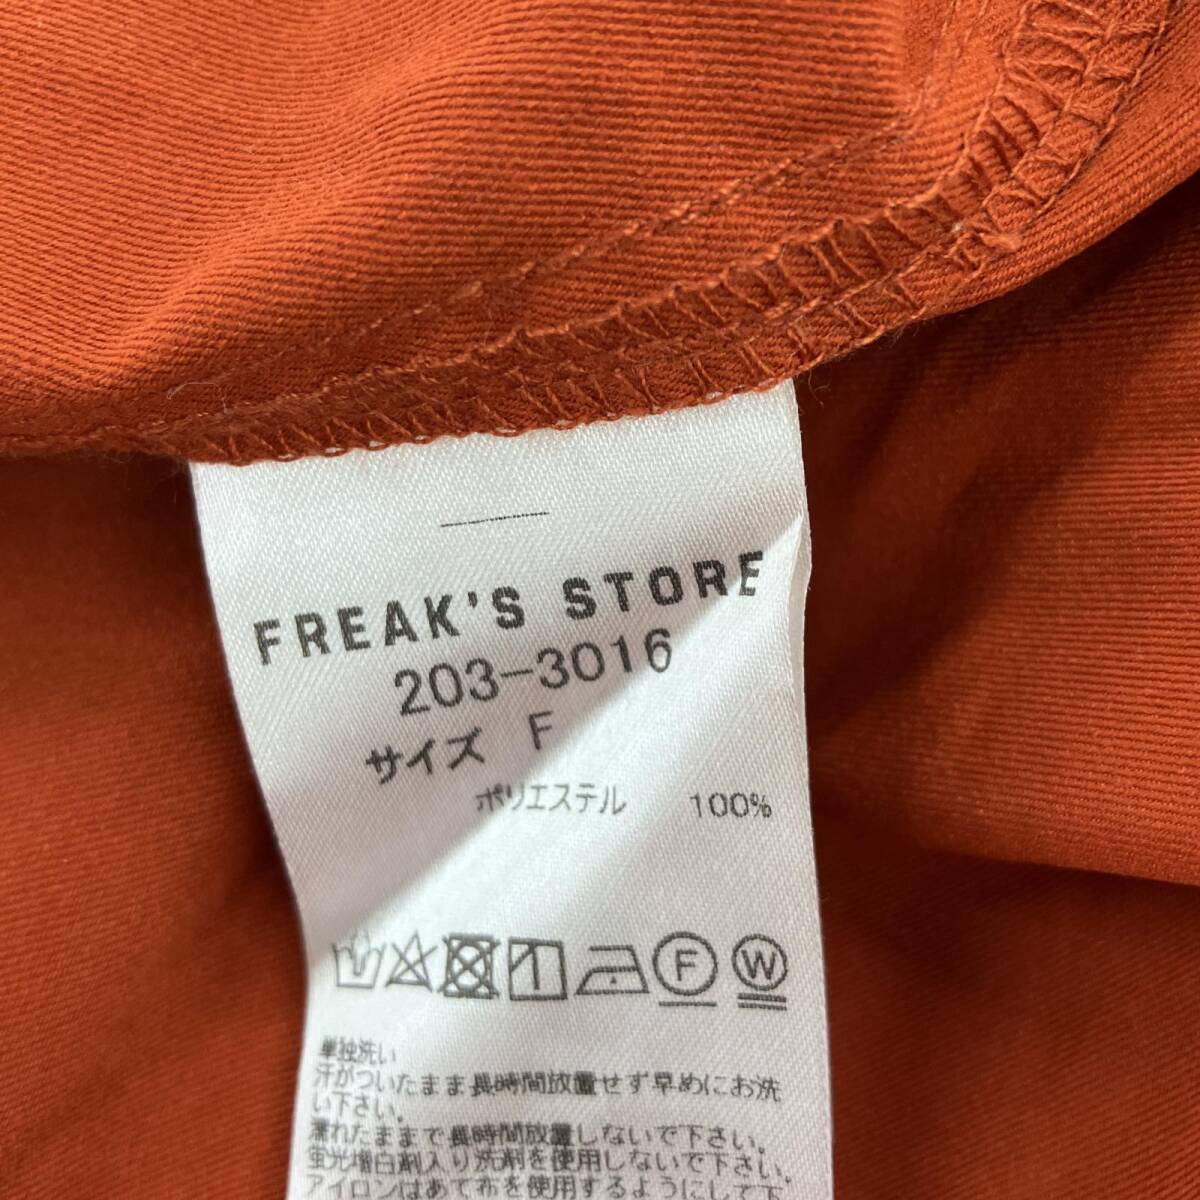 FREAK'S STORE
203-3016
サイズ F
ポリエステル 100%
F W
単独洗い
汗がついたまま長時間放置せず早めにお洗
い下さい。
濡れたままで長時間放置しないで下さい。
蛍光増白剤入り洗剤を使用しないで下さい。
アイロンはあて布を使用するようにして下